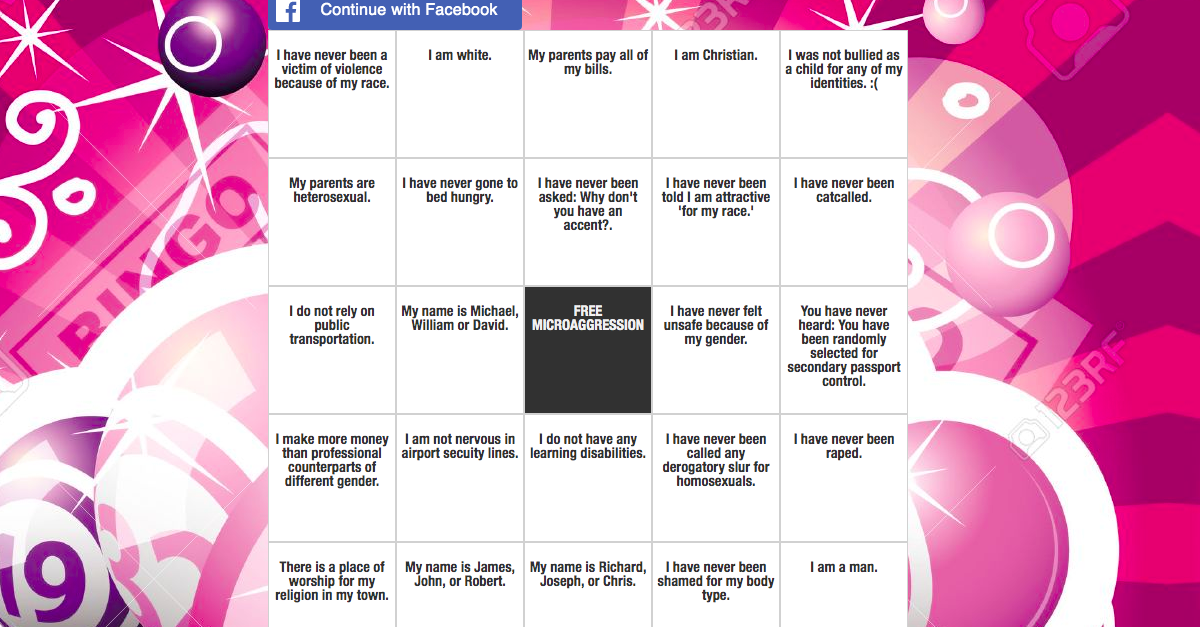 Continue with Facebook
I have never been a
victim of violence
because of my race.
I am white.
My parents pay all of
my bills.
I am Christian.
I was not bullied as
a child for any of my
identities. :(
My parents are
heterosexual.
I have never gone to
bed hungry.
I have never been
asked: Why don't
you have an
accent?.
I have never been
told I am attractive
'for my race.'
I have never been
catcalled.
I do not rely on
public
transportation.
My name is Michael,
William or David.
FREE
MICROAGGRESSION
I have never felt
unsafe because of
my gender.
You have never
heard: You have
been randomly
selected for
secondary passport
control.
I make more money
than professional
counterparts of
different gender.
I am not nervous in
airport secuity lines.
I do not have any
learning disabilities.
I have never been
called any
derogatory slur for
homosexuals.
I have never been
raped.
There is a place of
worship for my
religion in my town.
My name is James,
John, or Robert.
My name is Richard,
Joseph, or Chris.
I have never been
shamed for my body
type.
I am a man.
BINGO
9
123RF
123RF